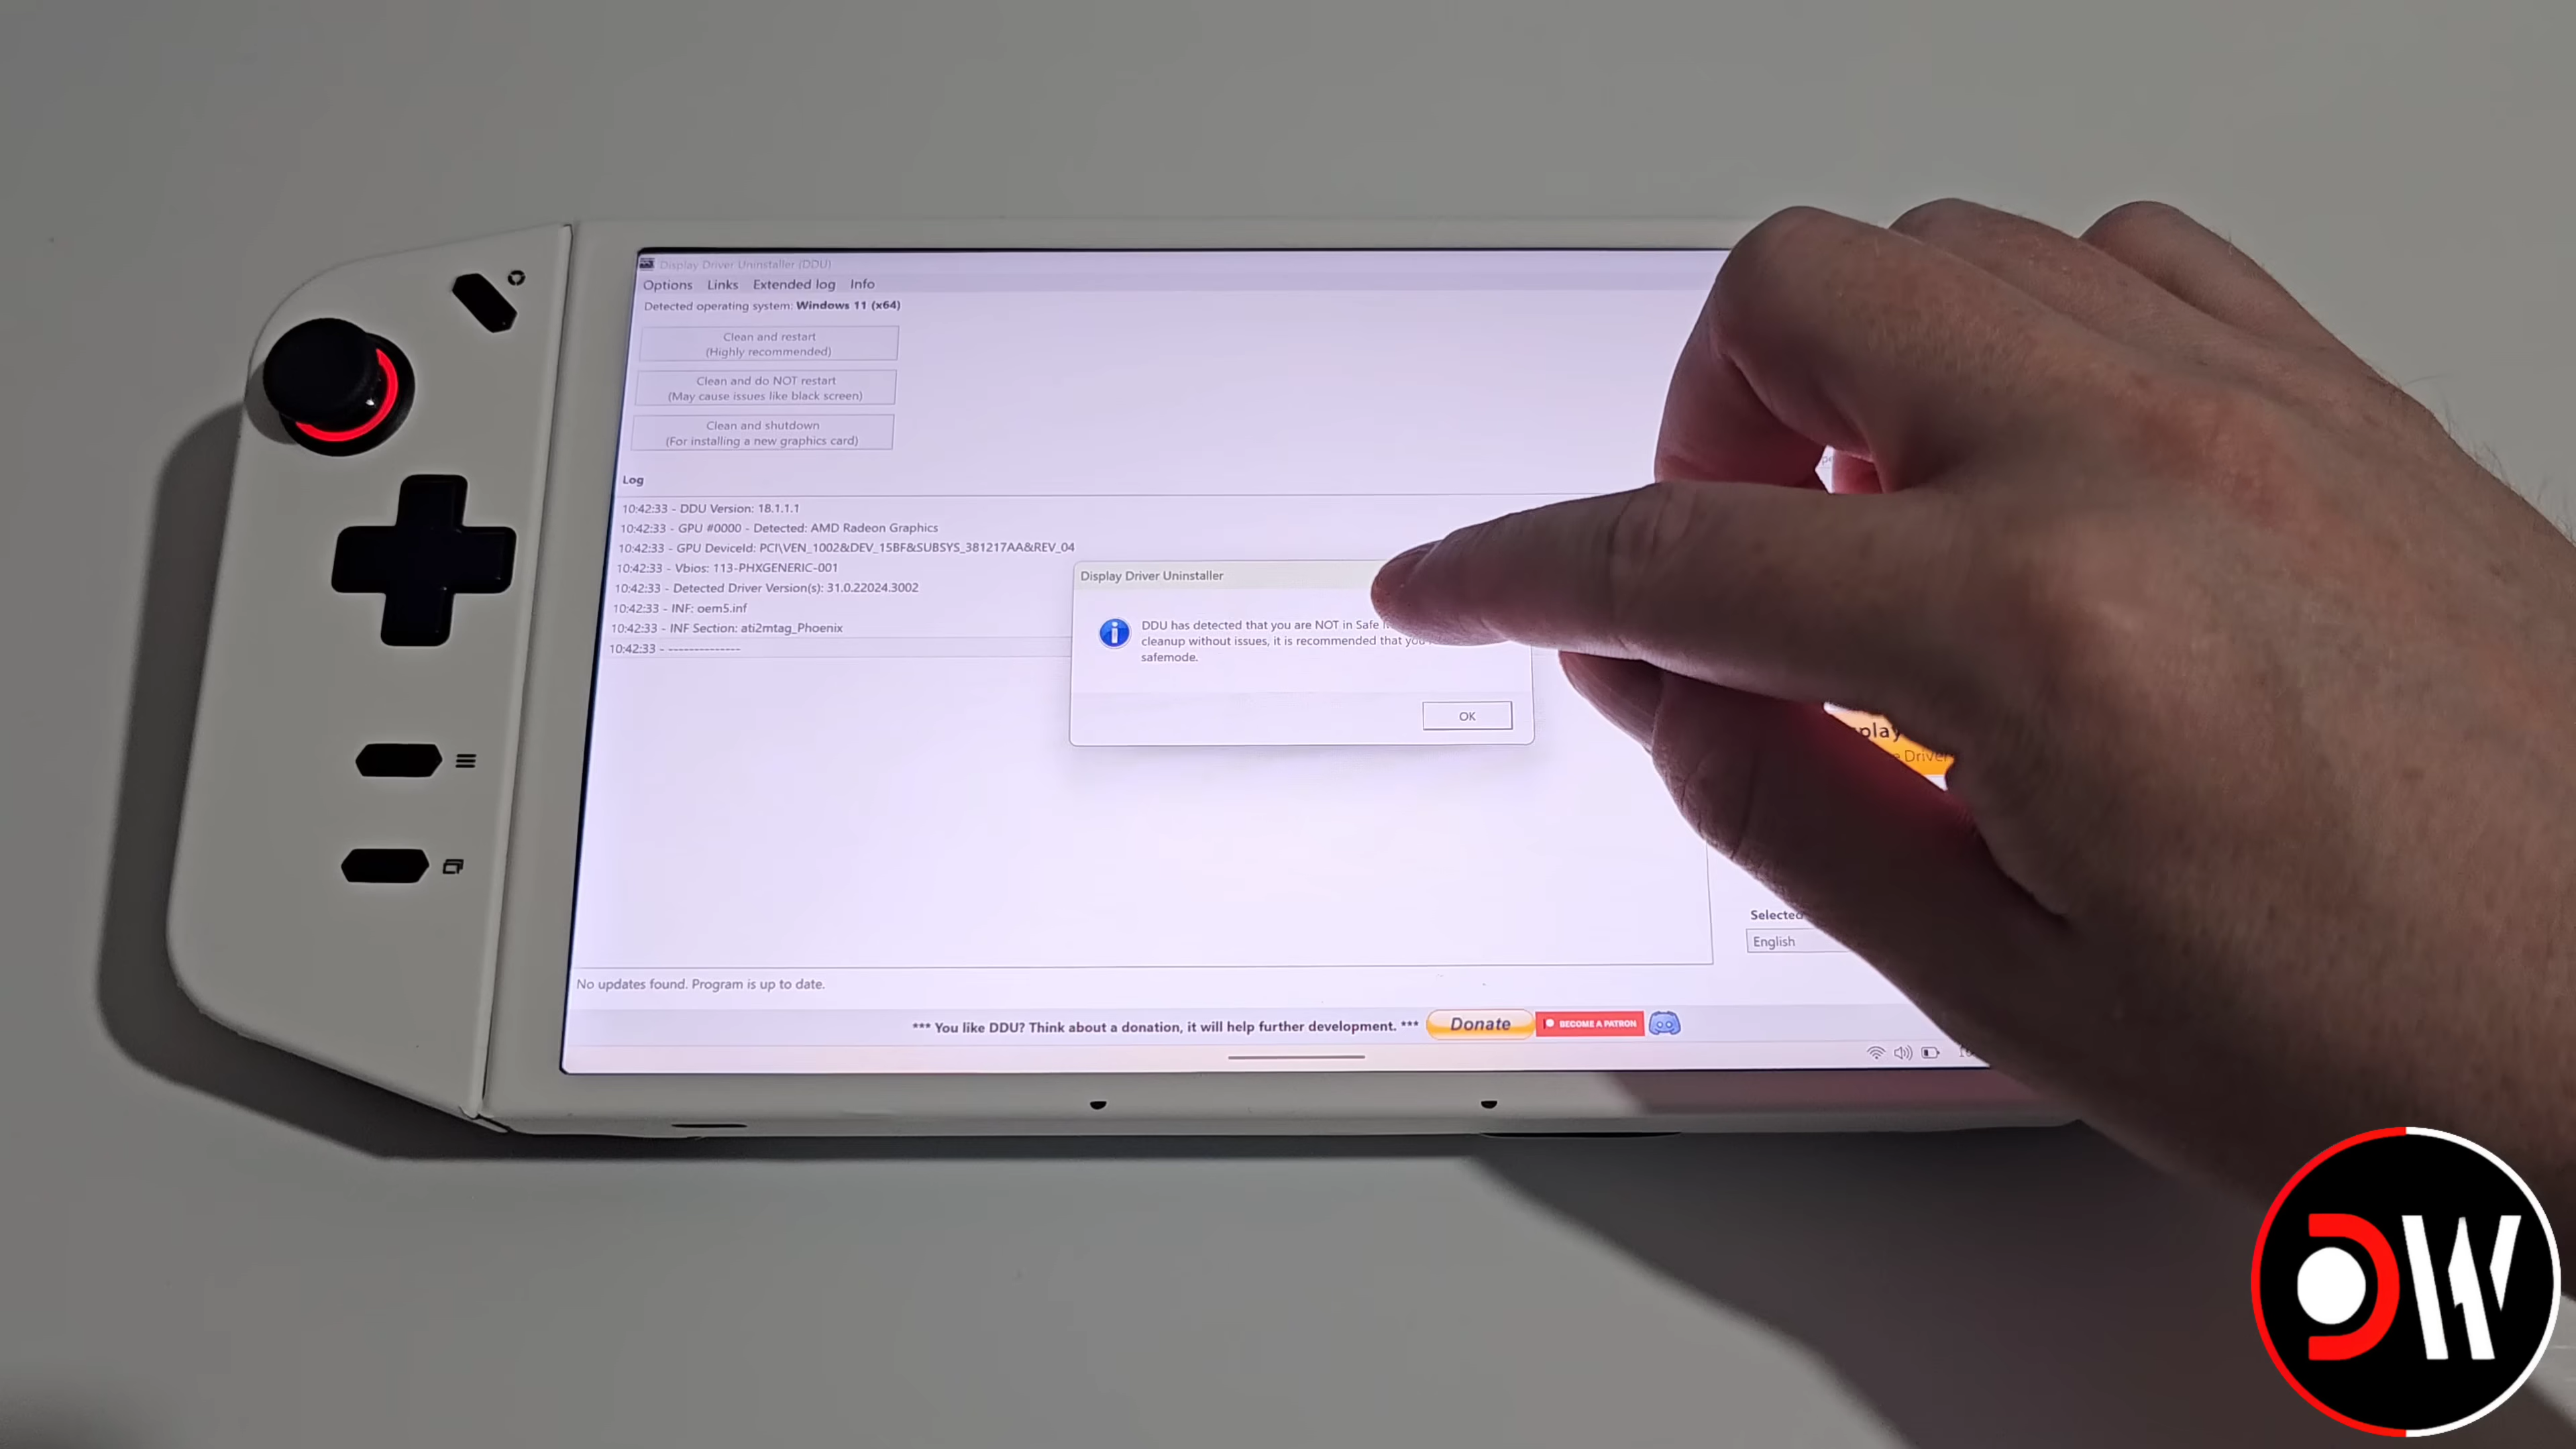 Display Driver Uninstaller (DDU)
Options Links Extended log Info
Detected operating system: Windows 11 (x64)
Clean and restart
(Highly recommended)
Clean and do NOT restart
(May cause issues like black screen)
Clean and shutdown
(For installing a new graphics card)
Log
10:42:33 - DDU Version: 18.1.1.1
10:42:33 - GPU #0000 - Detected: AMD Radeon Graphics
10:42:33 - GPU DeviceId: PCI\VEN_1002&DEV_15BF&SUBSYS_381217AA&REV_04
10:42:33 - Vbios: 113-PHXGENERIC-001
10:42:33 - Detected Driver Version(s): 31.0.22024.3002
10:42:33 - INF: oem5.inf
10:42:33 - INF Section: ati2mtag_Phoenix
10:42:33 - --------------
Display Driver Uninstaller
DDU has detected that you are NOT in Safe
cleanup without issues, it is recommended that you
safemode.
OK
play
Driver
Selected
English
No updates found. Program is up to date.
*** You like DDU? Think about a donation, it will help further development. ***
Donate
BECOME A PATRON
DW